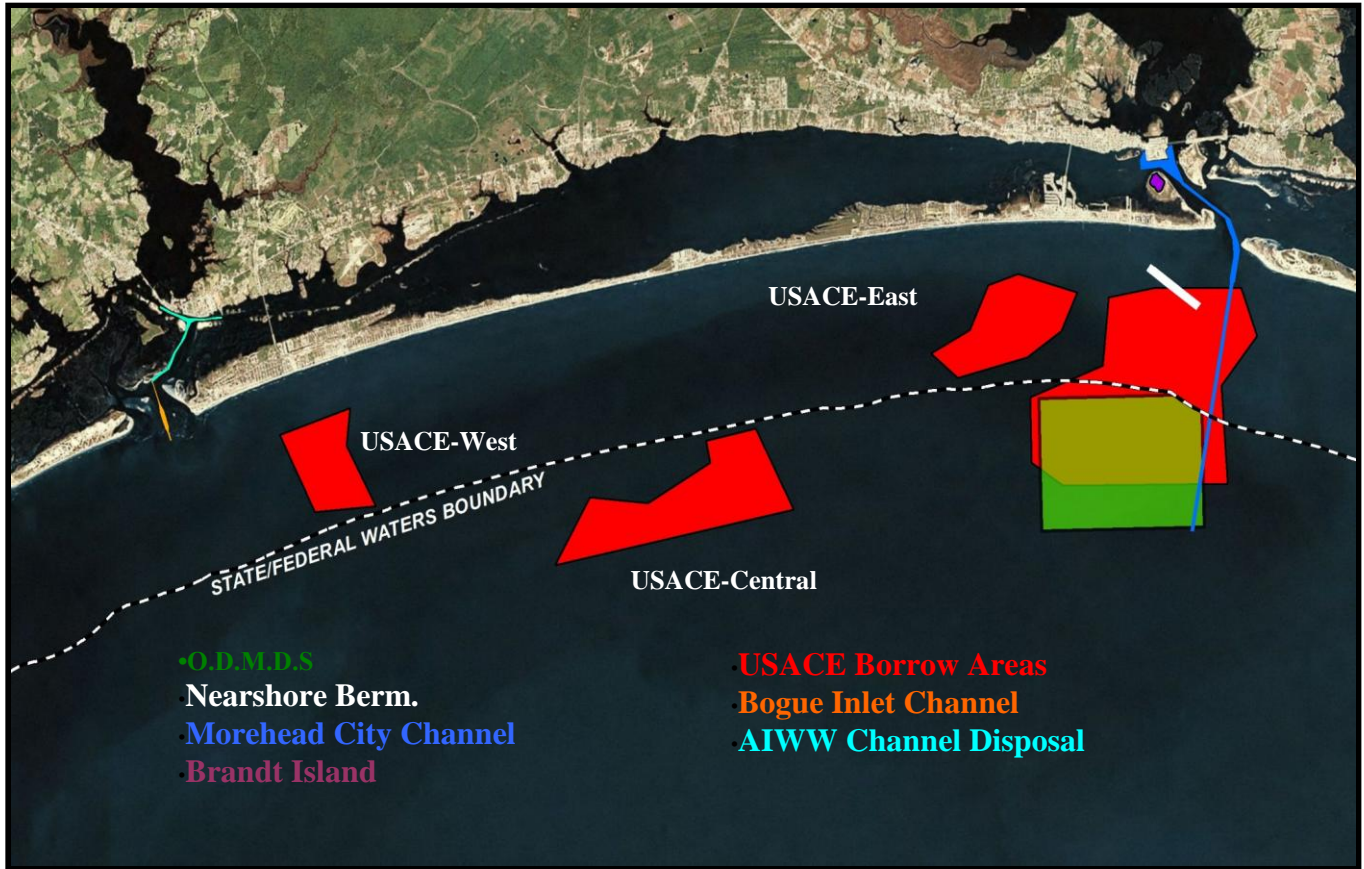 USACE-East
USACE-West
STATE/FEDERAL WATERS BOUNDARY
USACE-Central
•O.D.M.D.S
•Nearshore Berm.
•Morehead City Channel
•Brandt Island
•USACE Borrow Areas
•Bogue Inlet Channel
•AIWW Channel Disposal